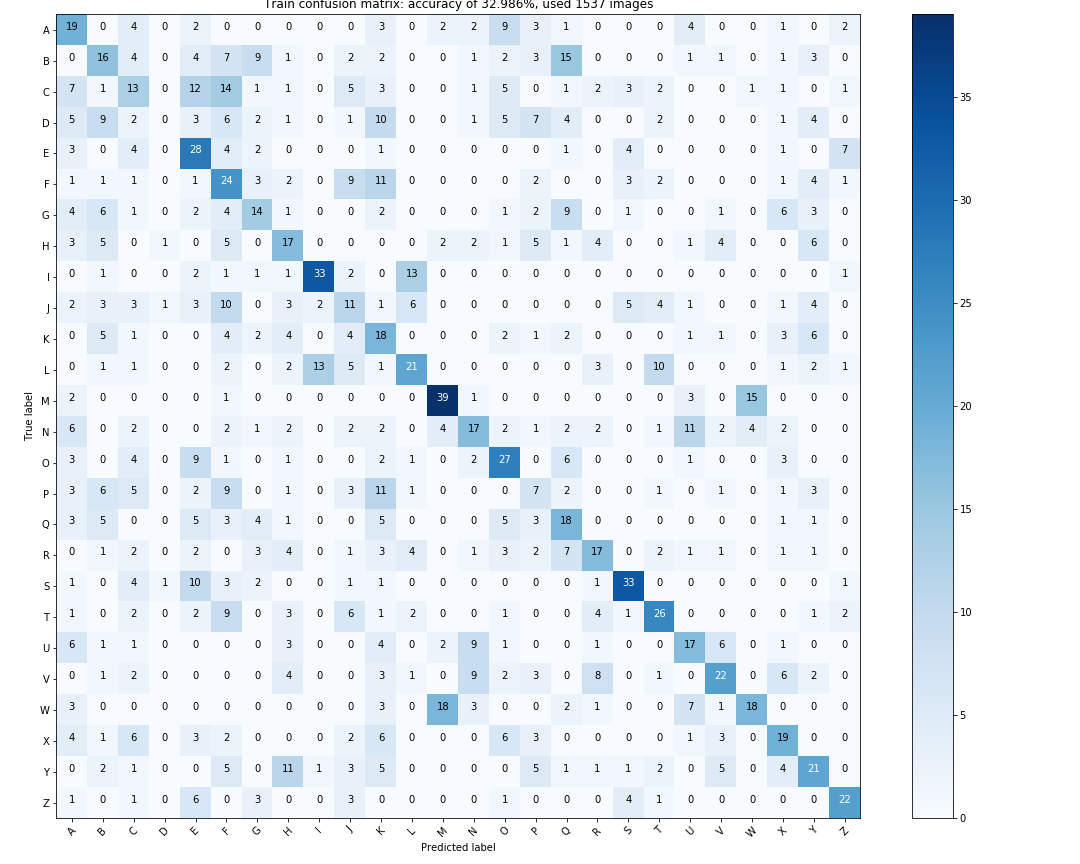 Train confusion matrix: accuracy of 32.986%, used 1537 images
A 19 0 4 0 2 0 0 0 0 0 3 0 2 2 9 3 1 0 0 0 4 0 0 1 0 2
B 0 16 4 0 4 7 9 1 0 2 2 0 0 1 2 3 15 0 0 0 1 1 0 1 3 0
C 7 1 13 0 12 14 1 1 0 5 3 0 0 1 5 0 1 2 3 2 0 0 1 1 0 1
35
D 5 9 2 0 3 6 2 1 0 1 10 0 0 1 5 7 4 0 0 2 0 0 0 1 4 0
E 3 0 4 0 28 4 2 0 0 0 1 0 0 0 0 0 1 0 4 0 0 0 0 1 0 7
F 1 1 1 0 1 24 3 2 0 9 11 0 0 0 0 2 0 0 3 2 0 0 0 1 4 1
30
G 4 6 1 0 2 4 14 1 0 0 2 0 0 0 1 2 9 0 1 0 0 1 0 6 3 0
H 3 5 0 1 0 5 0 17 0 0 0 0 2 2 1 5 1 4 0 0 1 4 0 0 6 0
I 0 1 0 0 2 1 1 1 33 2 0 13 0 0 0 0 0 0 0 0 0 0 0 0 0 1
25
J 2 3 3 1 3 10 0 3 2 11 1 6 0 0 0 0 0 0 5 4 1 0 0 1 4 0
K 0 5 1 0 0 4 2 4 0 4 18 0 0 0 2 1 2 0 0 0 1 1 0 3 6 0
L 0 1 1 0 0 2 0 2 13 5 1 21 0 0 0 0 0 3 0 10 0 0 0 1 2 1
True label
M 2 0 0 0 0 1 0 0 0 0 0 0 39 1 0 0 0 0 0 0 3 0 15 0 0 0
20
N 6 0 2 0 0 2 1 2 0 2 2 0 4 17 2 1 2 2 0 1 11 2 4 2 0 0
O 3 0 4 0 9 1 0 1 0 0 2 1 0 2 27 0 6 0 0 0 1 0 0 3 0 0
P 3 6 5 0 2 9 0 1 0 3 11 1 0 0 0 7 2 0 0 1 0 1 0 1 3 0
15
Q 3 5 0 0 5 3 4 1 0 0 5 0 0 0 5 3 18 0 0 0 0 0 0 1 1 0
R 0 1 2 0 2 0 3 4 0 1 3 4 0 1 3 2 7 17 0 2 1 1 0 1 1 0
S 1 0 4 1 10 3 2 0 0 1 1 0 0 0 0 0 0 1 33 0 0 0 0 0 0 1
10
T 1 0 2 0 2 9 0 3 0 6 1 2 0 0 1 0 0 4 1 26 0 0 0 0 1 2
U 6 1 1 0 0 0 0 3 0 0 4 0 2 9 1 0 0 1 0 0 17 6 0 1 0 0
V 0 1 2 0 0 0 0 4 0 0 3 1 0 9 2 3 0 8 0 1 0 22 0 6 2 0
5
W 3 0 0 0 0 0 0 0 0 0 3 0 18 3 0 0 2 1 0 0 7 1 18 0 0 0
X 4 1 6 0 3 2 0 0 0 2 6 0 0 0 6 3 0 0 0 0 1 3 0 19 0 0
Y 0 2 1 0 0 5 0 11 1 3 5 0 0 0 0 5 1 1 1 2 0 5 0 4 21 0
Z 1 0 1 0 6 0 3 0 0 3 0 0 0 0 1 0 0 0 4 1 0 0 0 0 0 22
0
A B C D E F G H I J K L M N O P Q R S T U V W X Y Z
Predicted label